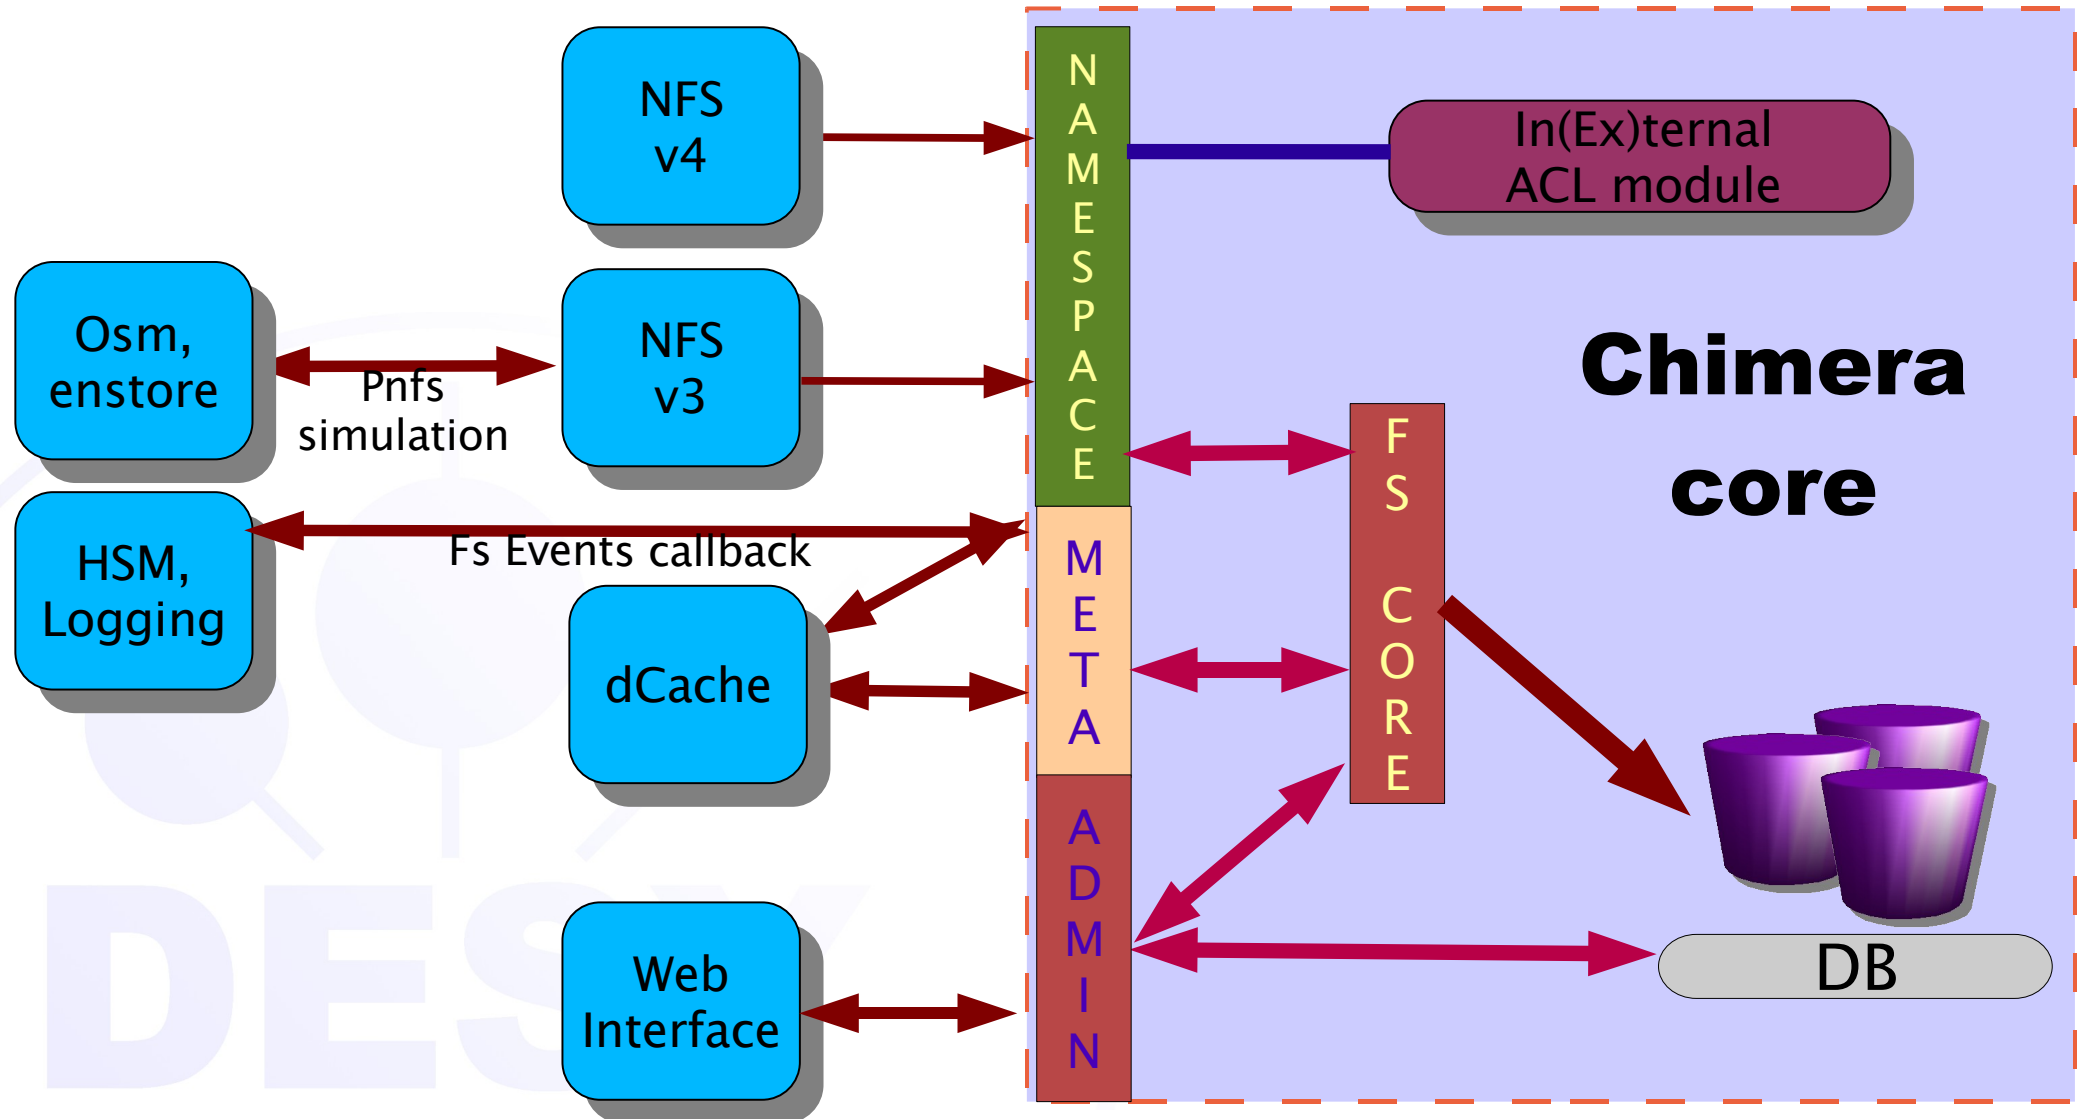 NFS
v4
Osm,
enstore
Pnfs
simulation
NFS
v3
HSM,
Logging
Fs Events callback
dCache
Web
Interface
NAMESPACE
META
ADMIN
In(Ex)ternal
ACL module
FS CORE
Chimera
core
DB
DESY